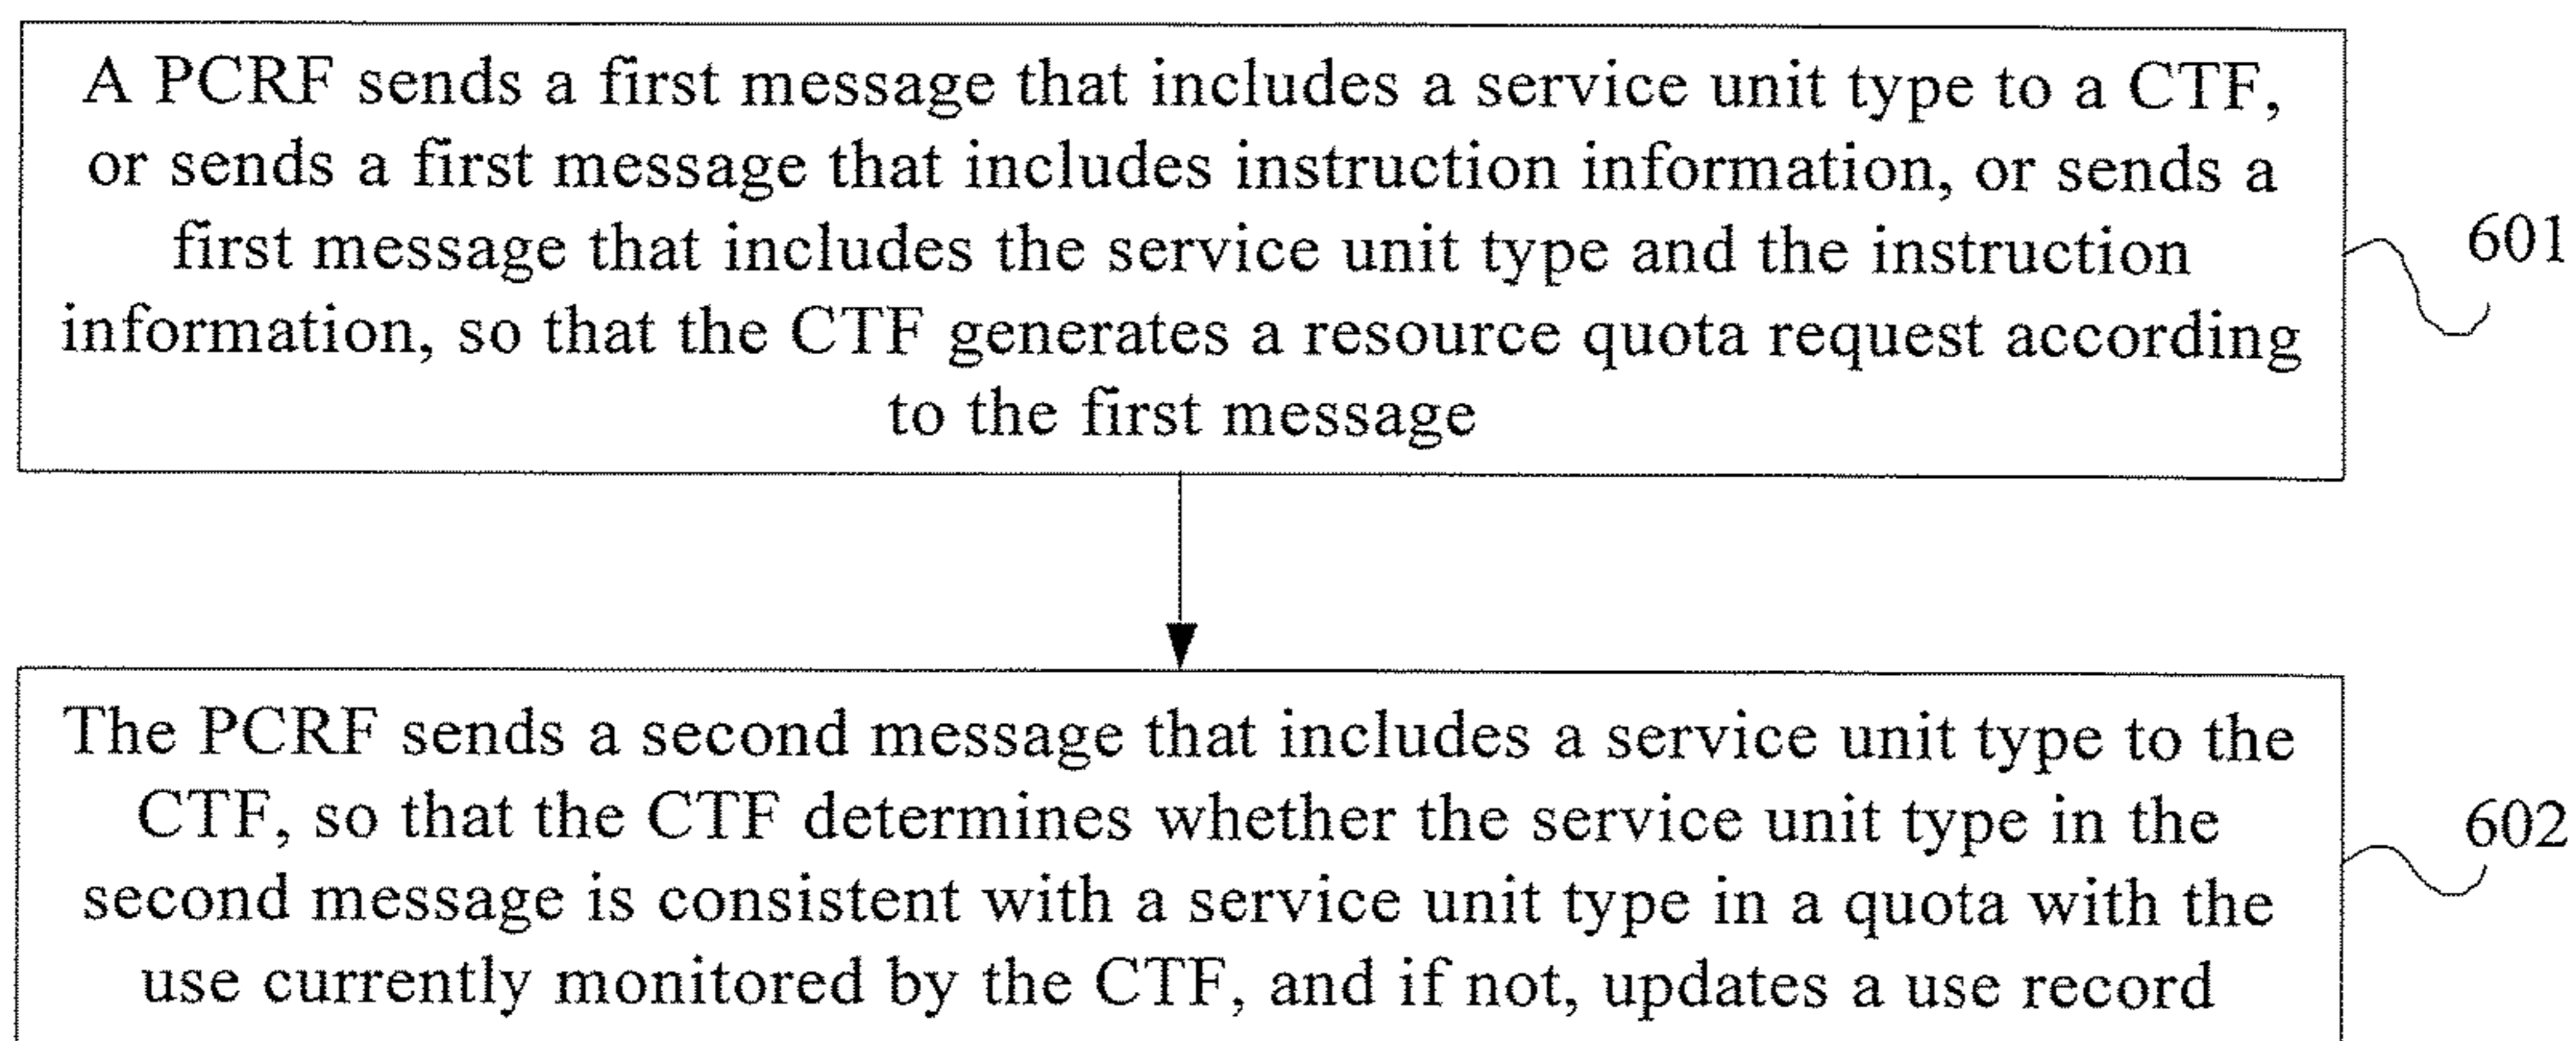 A PCRF sends a first message that includes a service unit type to a CTF,
or sends a first message that includes instruction information, or sends a
first message that includes the service unit type and the instruction
information, so that the CTF generates a resource quota request according
to the first message
601
The PCRF sends a second message that includes a service unit type to the
CTF, so that the CTF determines whether the service unit type in the
second message is consistent with a service unit type in a quota with the
use currently monitored by the CTF, and if not, updates a use record
602